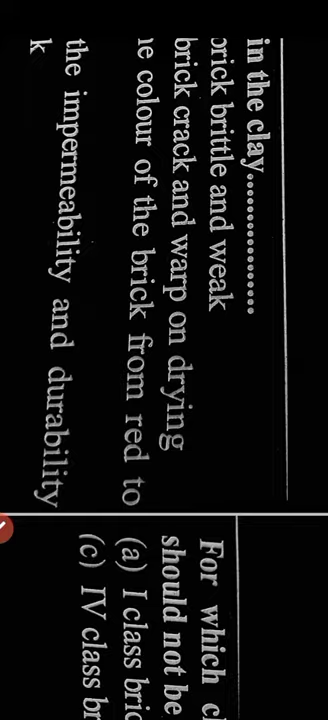 in the clay.................
brick brittle and weak
brick crack and warp on drying
colour of the brick from red to
the impermeability and durability
k
For which
should not be
(a) I class
(c) IV class